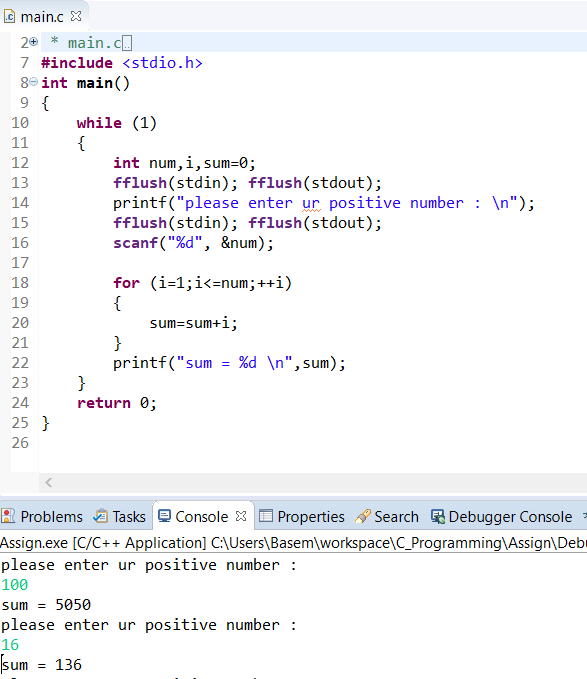 main.c
2 * main.c
7 #include <stdio.h>
8 int main()
9 {
10     while (1)
11     {
12         int num,i,sum=0;
13         fflush(stdin); fflush(stdout);
14         printf("please enter ur positive number : \n");
15         fflush(stdin); fflush(stdout);
16         scanf("%d", &num);
17
18         for (i=1;i<=num;++i)
19         {
20             sum=sum+i;
21         }
22         printf("sum = %d \n",sum);
23     }
24     return 0;
25 }
26
Problems Tasks Console Properties Search Debugger Console
Assign.exe [C/C++ Application] C:\Users\Basem\workspace\C_Programming\Assign\Deb
please enter ur positive number :
100
sum = 5050
please enter ur positive number :
16
sum = 136